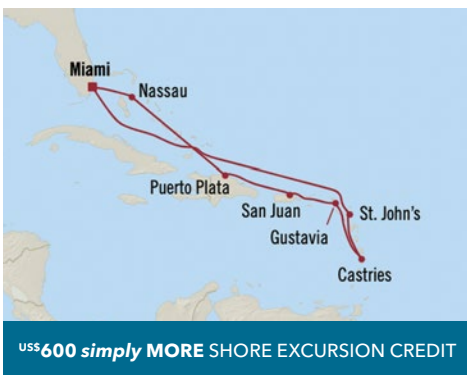 Miami
Nassau
Puerto Plata
San Juan
St. John's
Gustavia
Castries
US$600 simply MORE SHORE EXCURSION CREDIT